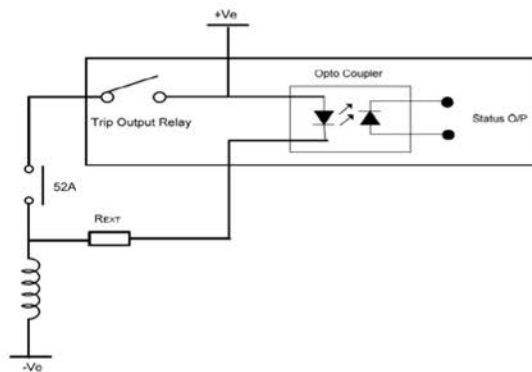 +Ve
Opto Coupler
Trip Output Relay
Status O/P
52A
REXT
-Ve